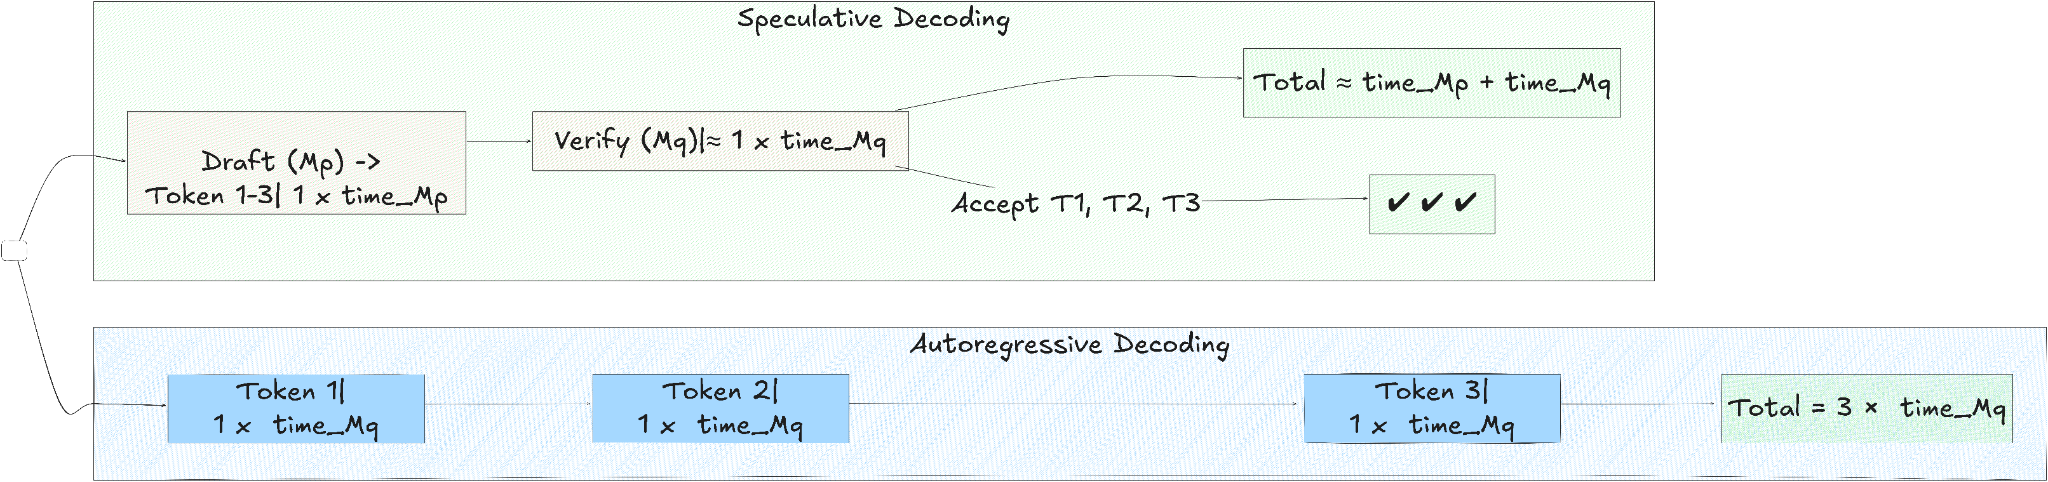 Speculative Decoding
Draft (Mp) ->
Token 1-3| 1 × time_Mp
Verify (Mq)|≈ 1 × time_Mq
Total ≈ time_Mp + time_Mq
Accept T1, T2, T3
✔ ✔ ✔
Autoregressive Decoding
Token 1|
1 × time_Mq
Token 2|
1 × time_Mq
Token 3|
1 × time_Mq
Total = 3 × time_Mq